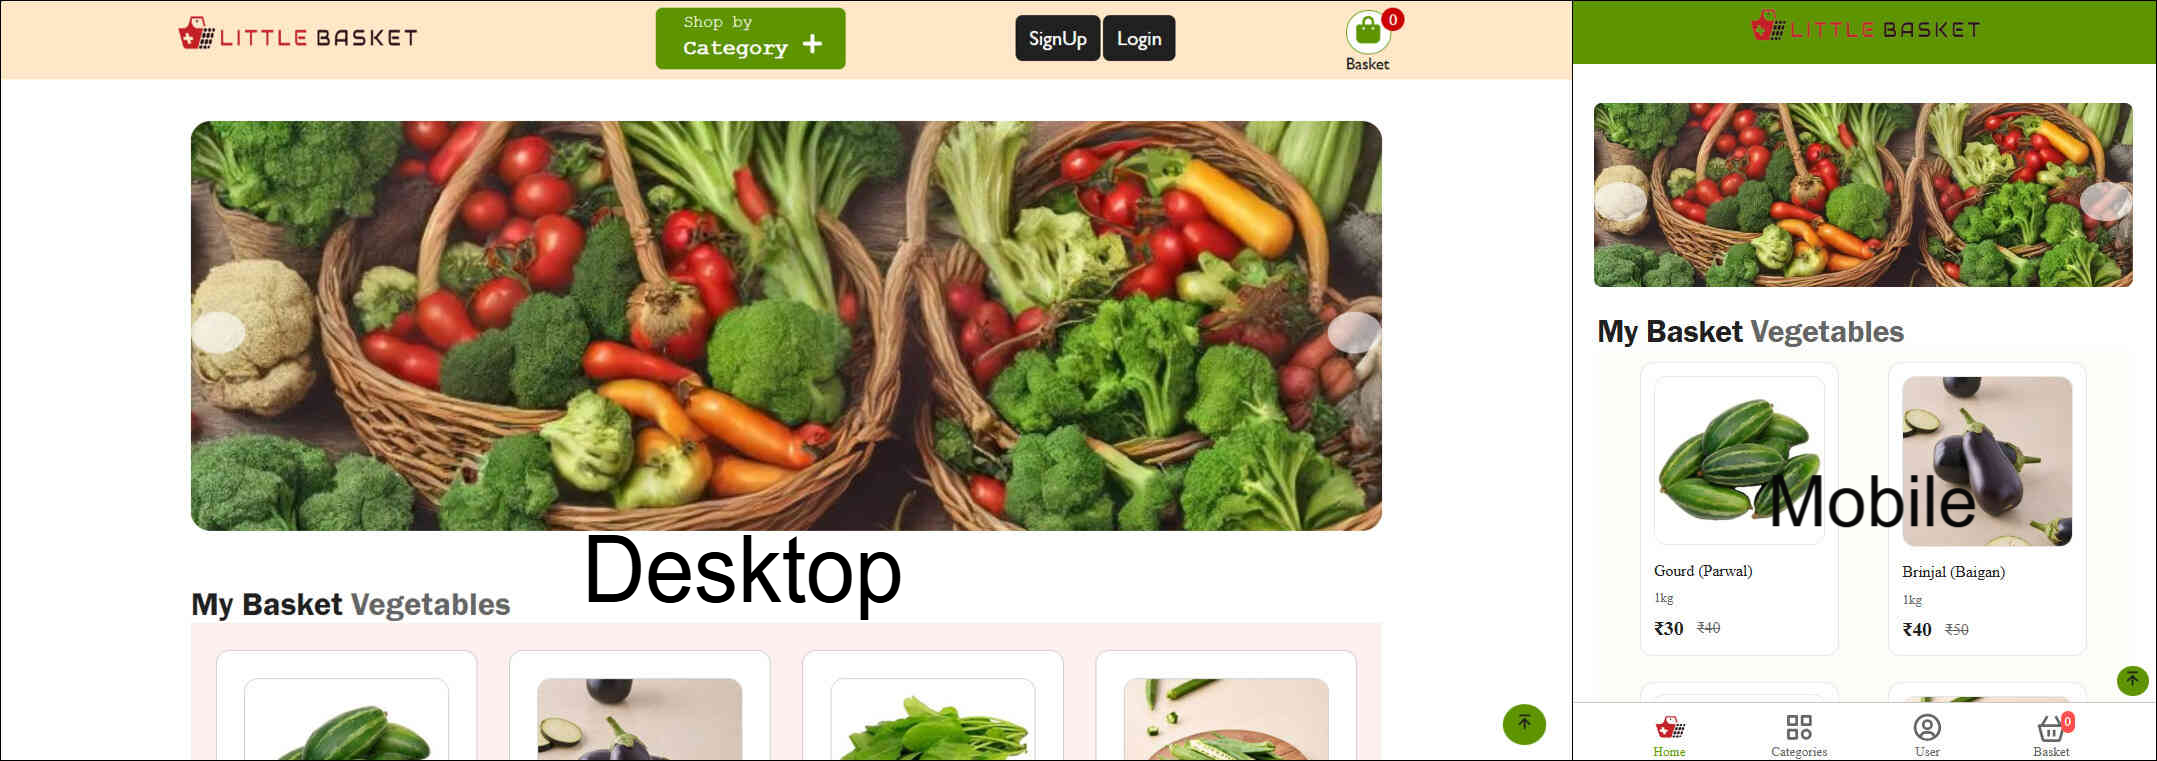 LITTLE BASKET
Shop by
Category +
SignUp Login
0
Basket
Desktop
My Basket Vegetables
LITTLE BASKET
My Basket Vegetables
Mobile
Gourd (Parwal)
1kg
₹30 ₹40
Brinjal (Baigan)
1kg
₹40 ₹50
Home
Categories
User
0
Basket